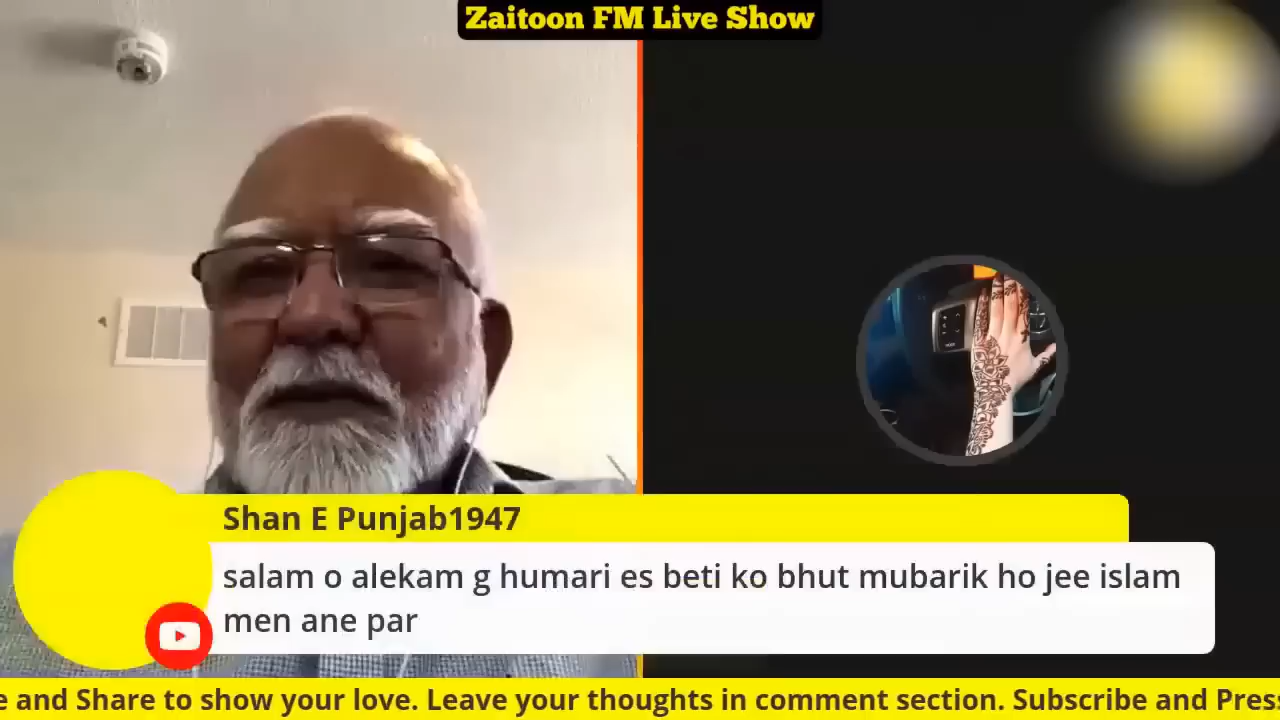 Zaitoon FM Live Show
Shan E Punjab1947
salam o alekam g humari es beti ko bhut mubarik ho jee islam
men ane par
and Share to show your love. Leave your thoughts in comment section. Subscribe and